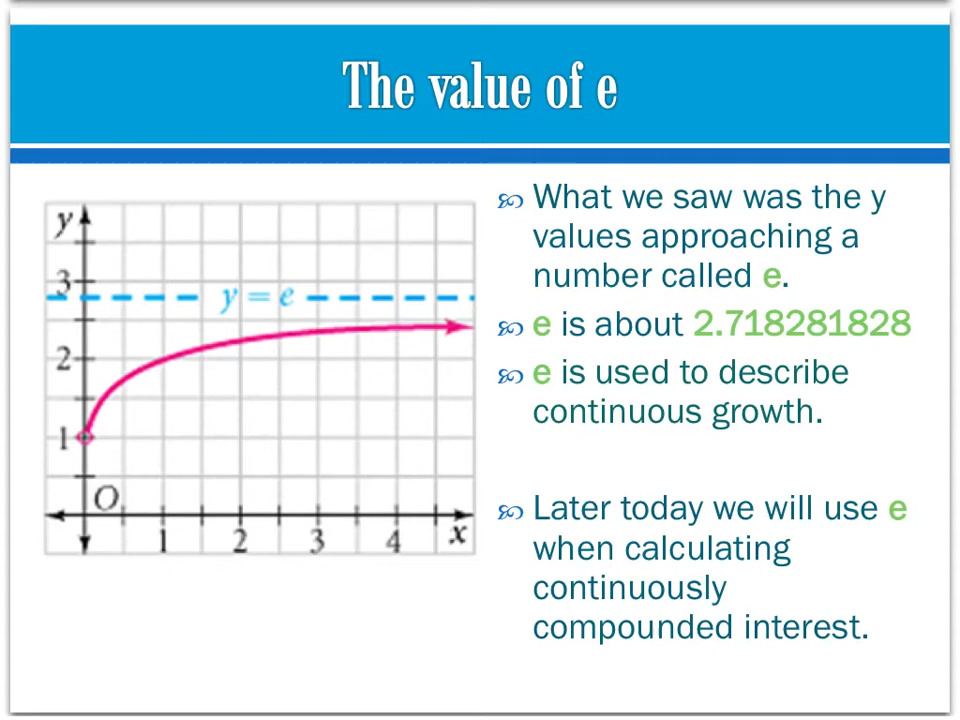 The value of e
What we saw was the y
values approaching a
number called e.
e is about 2.718281828
e is used to describe
continuous growth.
Later today we will use e
when calculating
continuously
compounded interest.
y
3
y = e
2
1
O
1 2 3 4 x